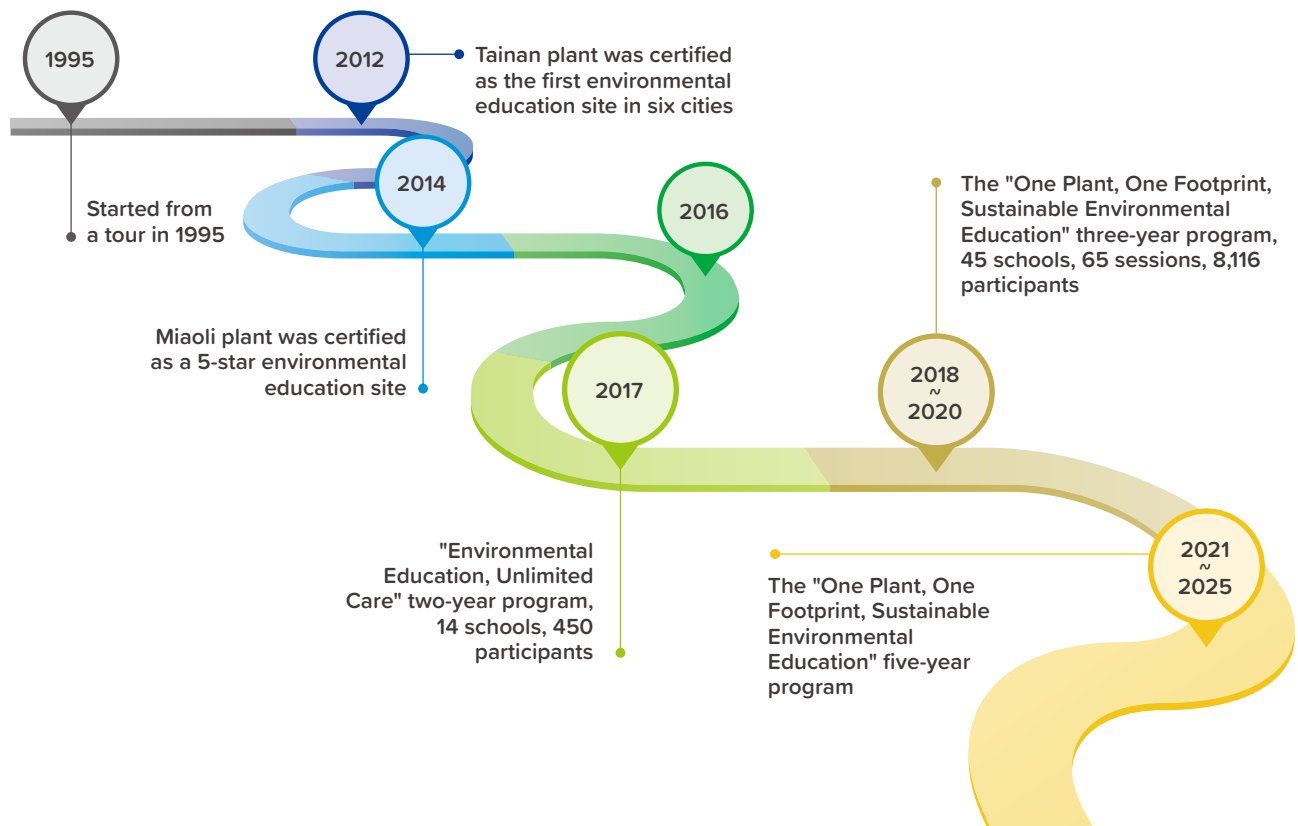 1995
Started from
a tour in 1995
2012
Tainan plant was certified
as the first environmental
education site in six cities
2014
Miaoli plant was certified
as a 5-star environmental
education site
2016
2017
"Environmental
Education, Unlimited
Care" two-year program,
14 schools, 450
participants
2018
~
2020
The "One Plant, One Footprint,
Sustainable Environmental
Education" three-year program,
45 schools, 65 sessions, 8,116
participants
2021
~
2025
The "One Plant, One
Footprint, Sustainable
Environmental
Education" five-year
program